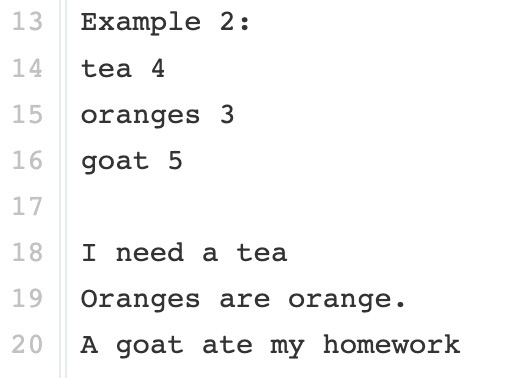 13 Example 2:
14 tea 4
15 oranges 3
16 goat 5
17
18 I need a tea
19 Oranges are orange.
20 A goat ate my homework